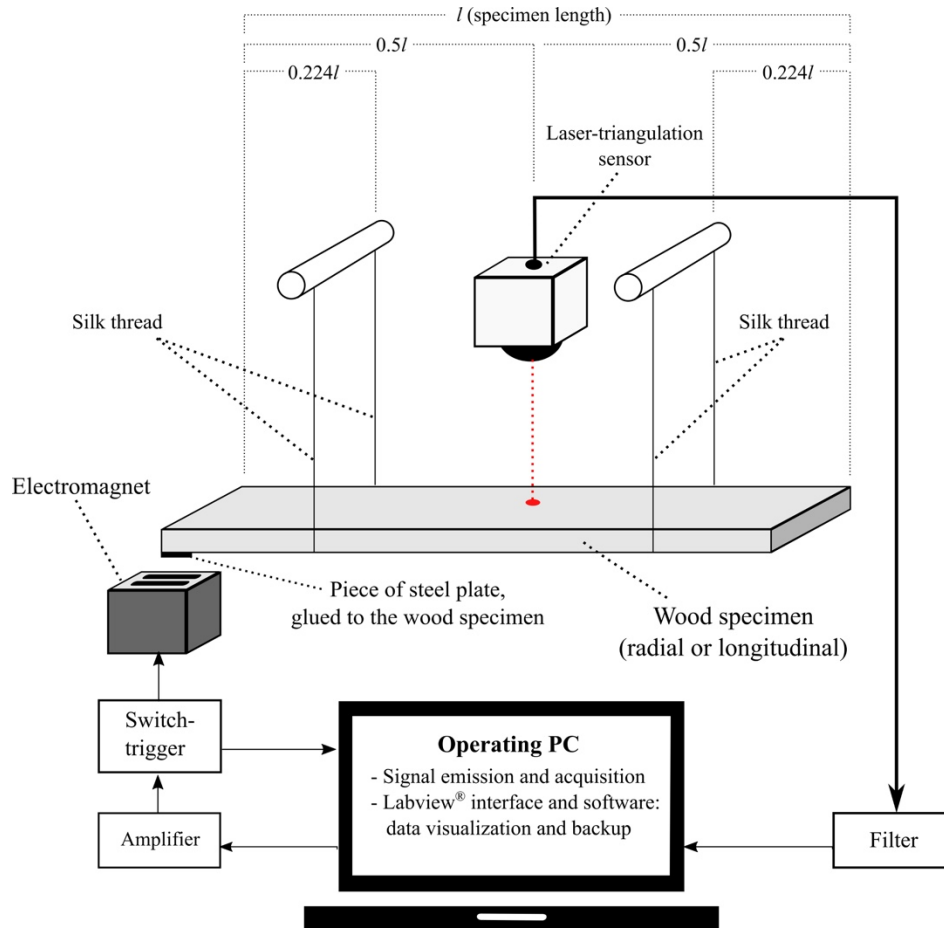 l (specimen length)
0.5l
0.5l
0.224l
0.224l
Laser-triangulation
sensor
Silk thread
Silk thread
Electromagnet
Piece of steel plate,
glued to the wood specimen
Wood specimen
(radial or longitudinal)
Switch-
trigger
Operating PC
- Signal emission and acquisition
- Labview® interface and software:
data visualization and backup
Amplifier
Filter